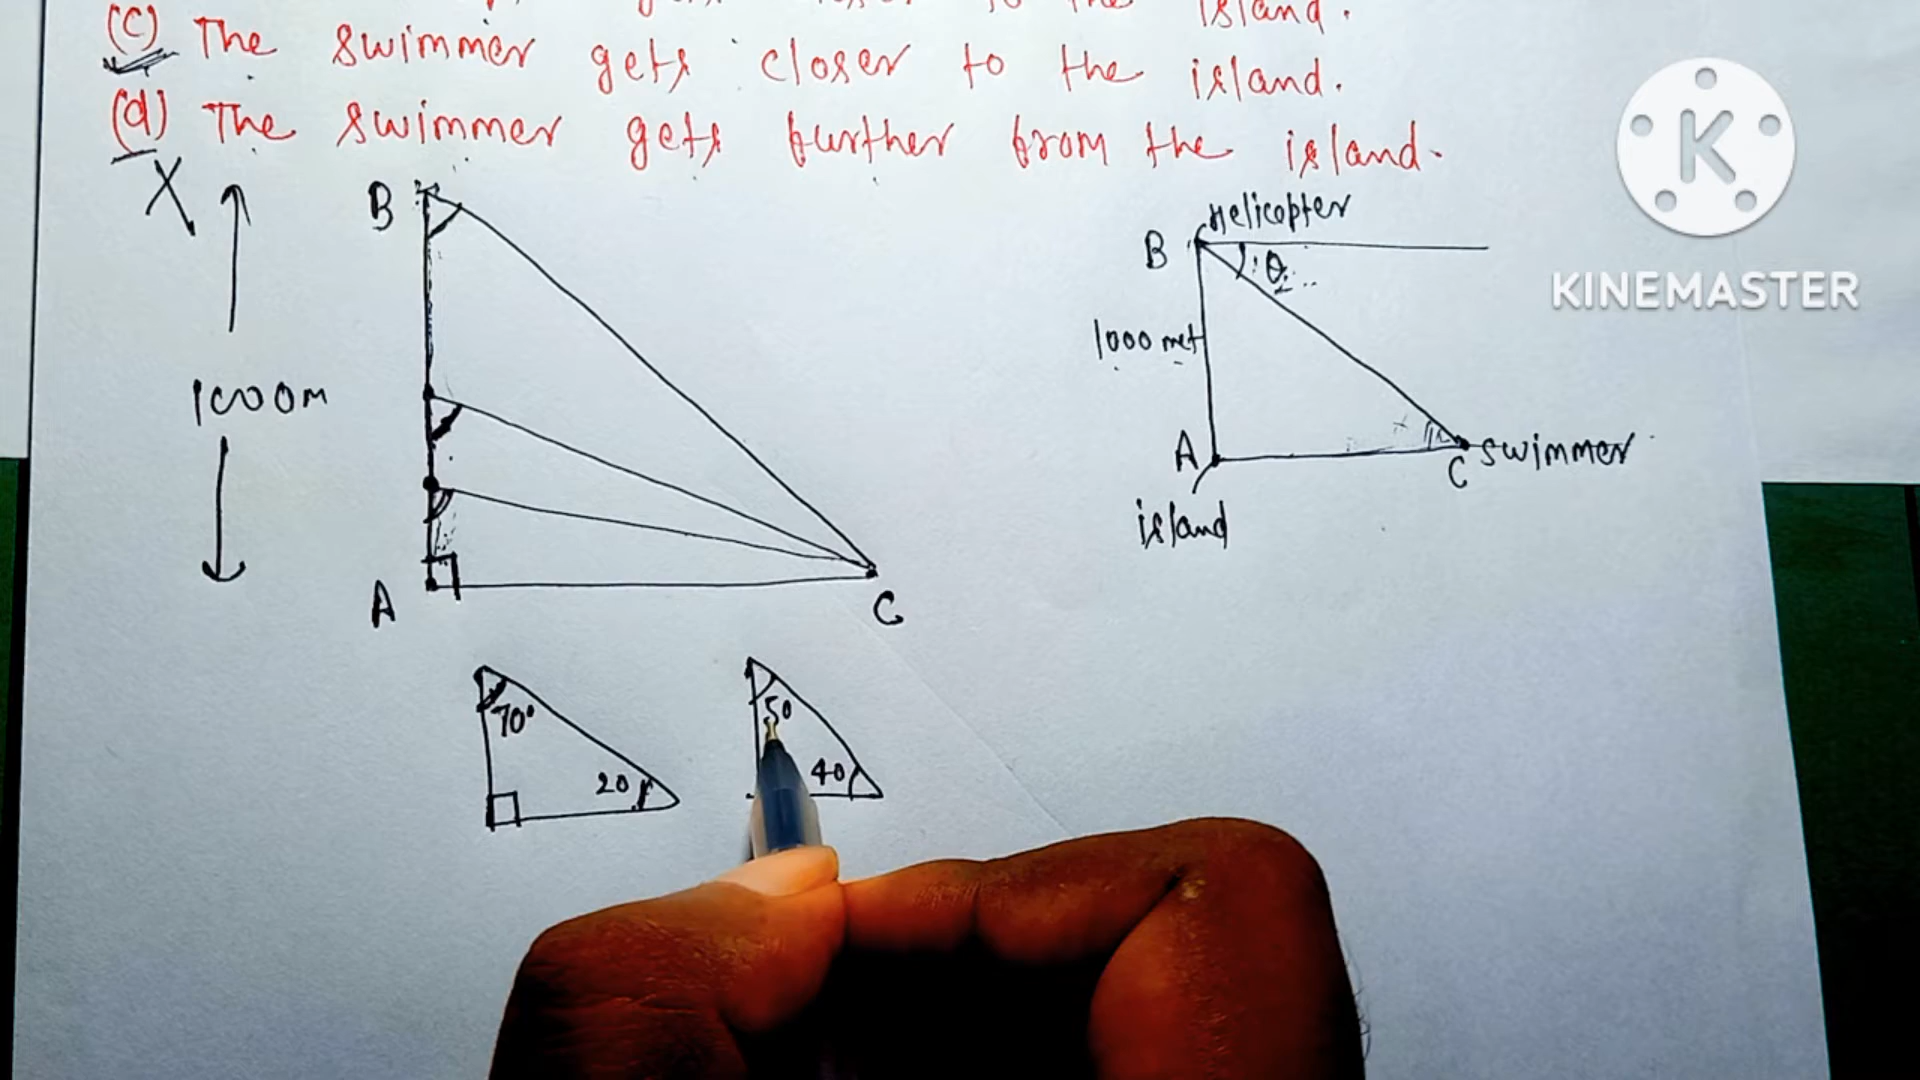 island.
(c) The swimmer gets closer to the island.
(d) The swimmer gets further from the island.
X
B
1000m
A
C
Helicopter
B
θ
1000 met
A
C swimmer
island
70°
20
50
40
K
KINEMASTER